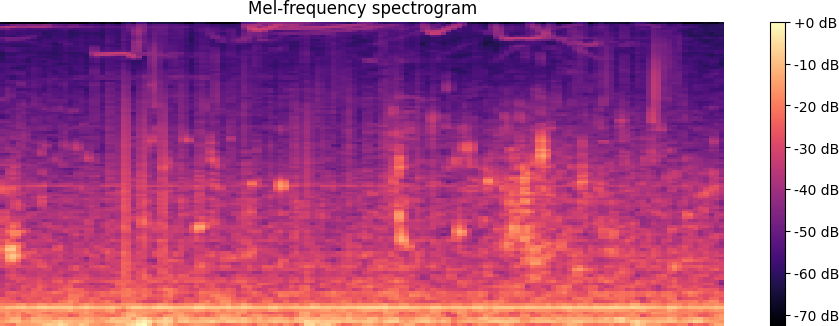 Mel-frequency spectrogram
+0 dB
-10 dB
-20 dB
-30 dB
-40 dB
-50 dB
-60 dB
-70 dB